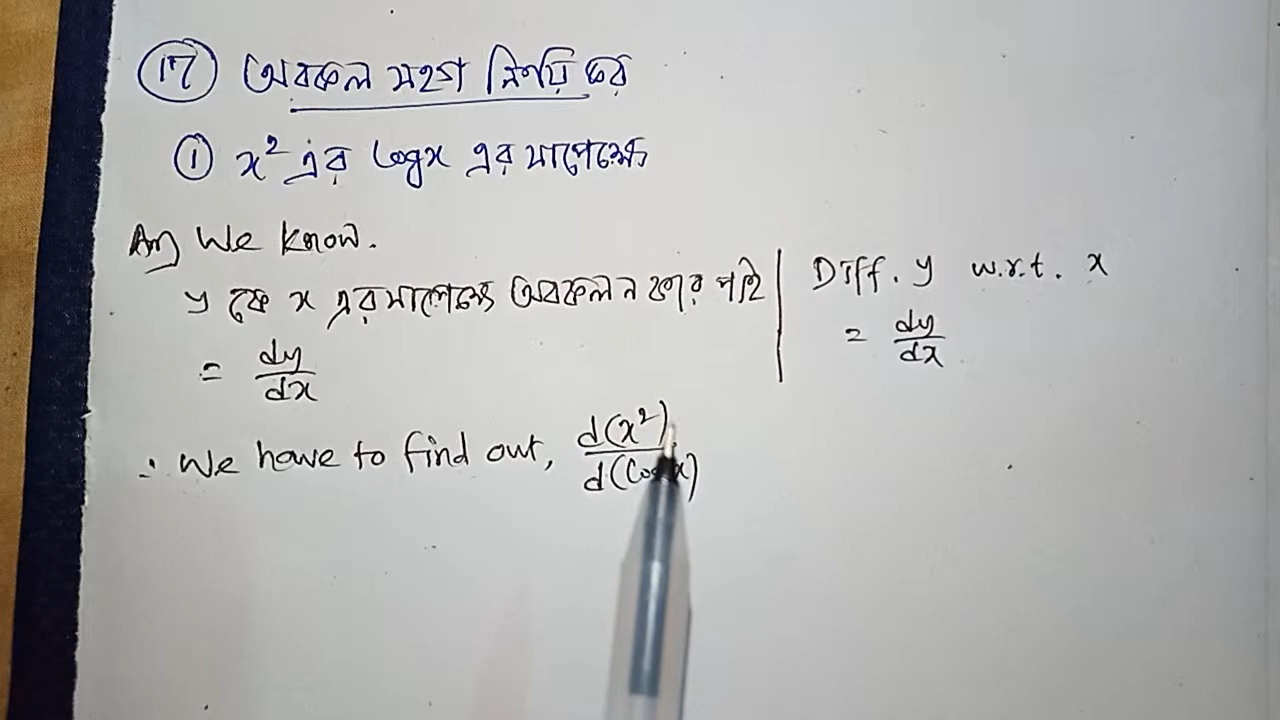 ১৭ অবকল সহগ নির্ণয় কর
① x² এর logx এর সাপেক্ষে
Ans We know.
y কে x এর সাপেক্ষে অবকলন করে পাই
= dy/dx
Diff. y w.r.t. x
= dy/dx
∴ We have to find out, d(x²)/d(logx)